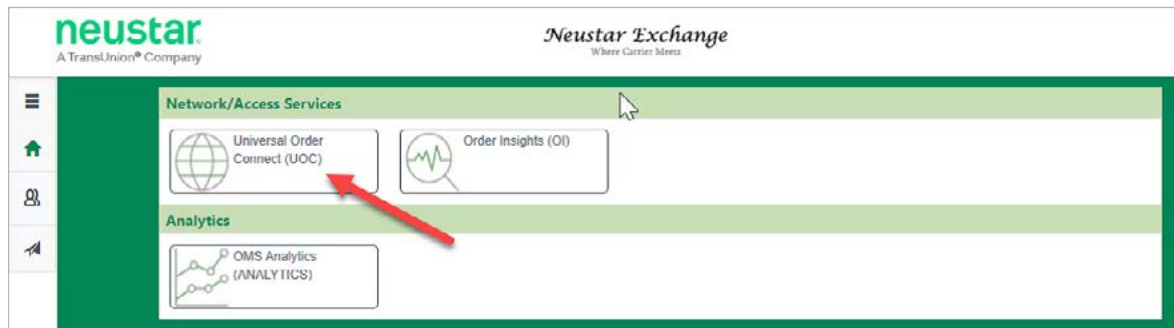 neustar
A TransUnion® Company
Neustar Exchange
Where Carrier Meets
Network/Access Services
Universal Order
Connect (UOC)
Order Insights (OI)
Analytics
OMS Analytics
(ANALYTICS)